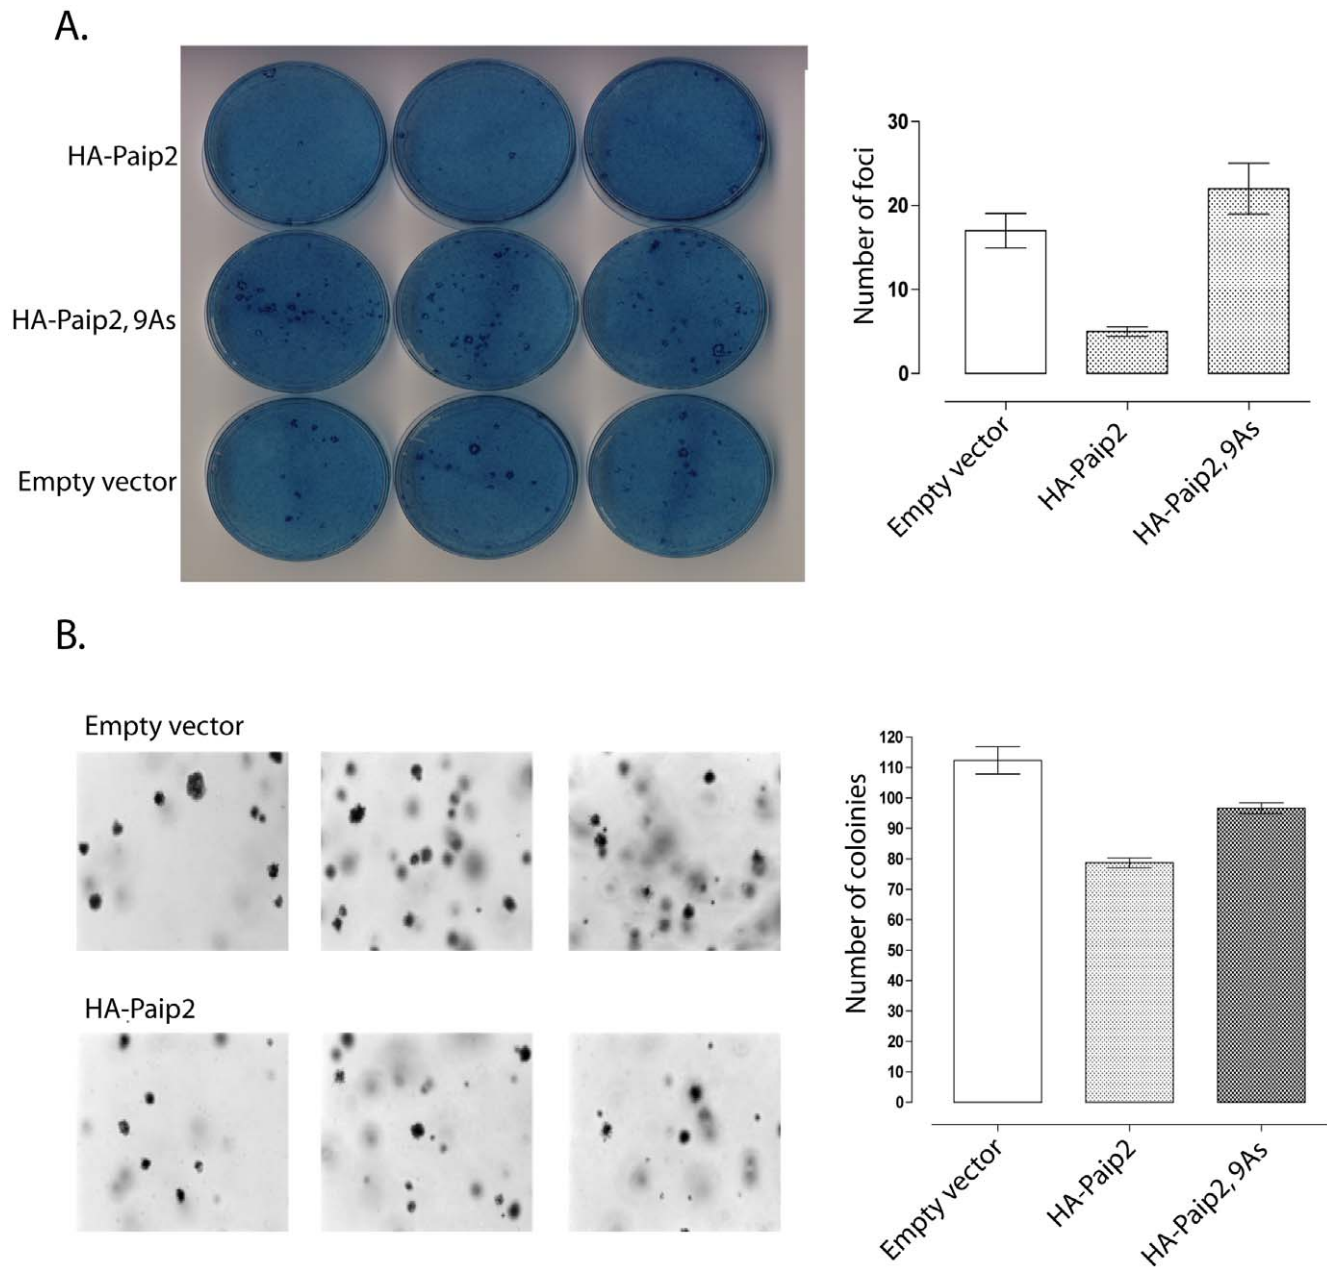 A.
HA-Paip2
HA-Paip2, 9As
Empty vector
Number of foci
30
20
10
0
Empty vector
HA-Paip2
HA-Paip2, 9As
B.
Empty vector
HA-Paip2
Number of coloinies
120
110
100
90
80
70
60
50
40
30
20
10
0
Empty vector
HA-Paip2
HA-Paip2, 9As